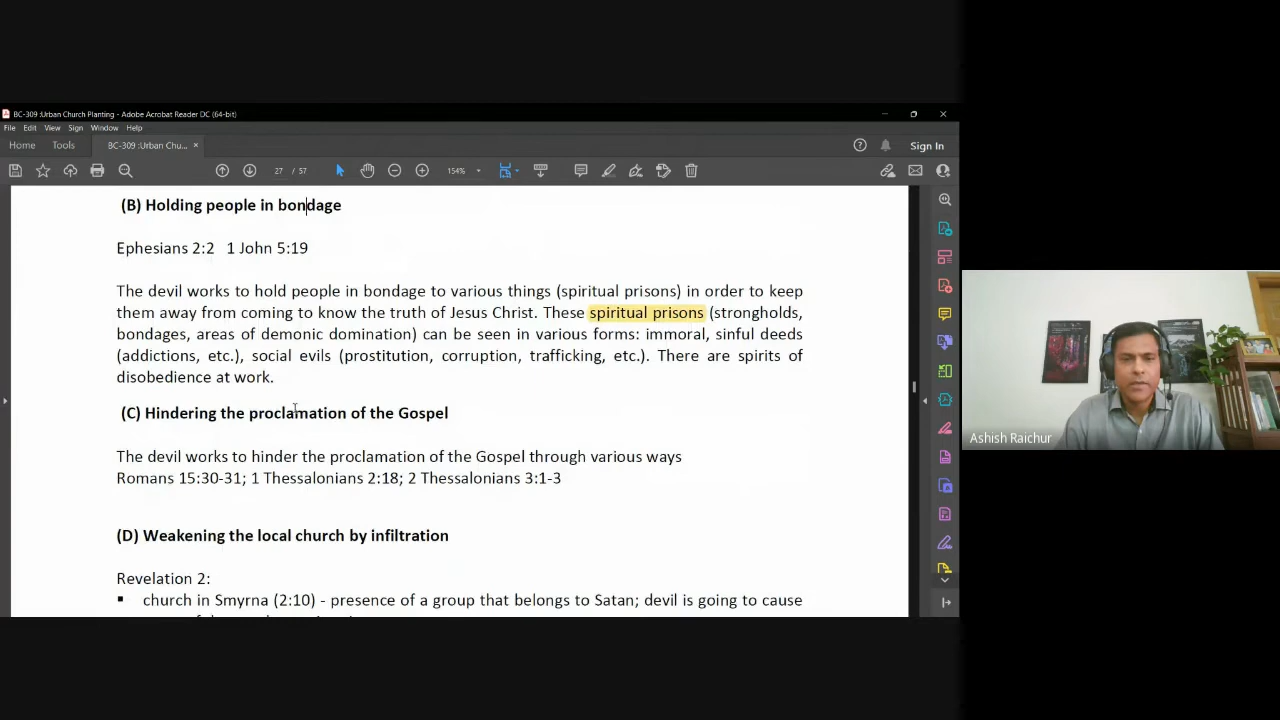 BC-309 :Urban Church Planting - Adobe Acrobat Reader DC (64-bit)
File Edit View Sign Window Help
Home Tools BC-309 :Urban Chu... × Sign In
27 / 57 154%
(B) Holding people in bondage
Ephesians 2:2 1 John 5:19
The devil works to hold people in bondage to various things (spiritual prisons) in order to keep
them away from coming to know the truth of Jesus Christ. These spiritual prisons (strongholds,
bondages, areas of demonic domination) can be seen in various forms: immoral, sinful deeds
(addictions, etc.), social evils (prostitution, corruption, trafficking, etc.). There are spirits of
disobedience at work.
(C) Hindering the proclamation of the Gospel
The devil works to hinder the proclamation of the Gospel through various ways
Romans 15:30-31; 1 Thessalonians 2:18; 2 Thessalonians 3:1-3
(D) Weakening the local church by infiltration
Revelation 2:
▪ church in Smyrna (2:10) - presence of a group that belongs to Satan; devil is going to cause
Ashish Raichur